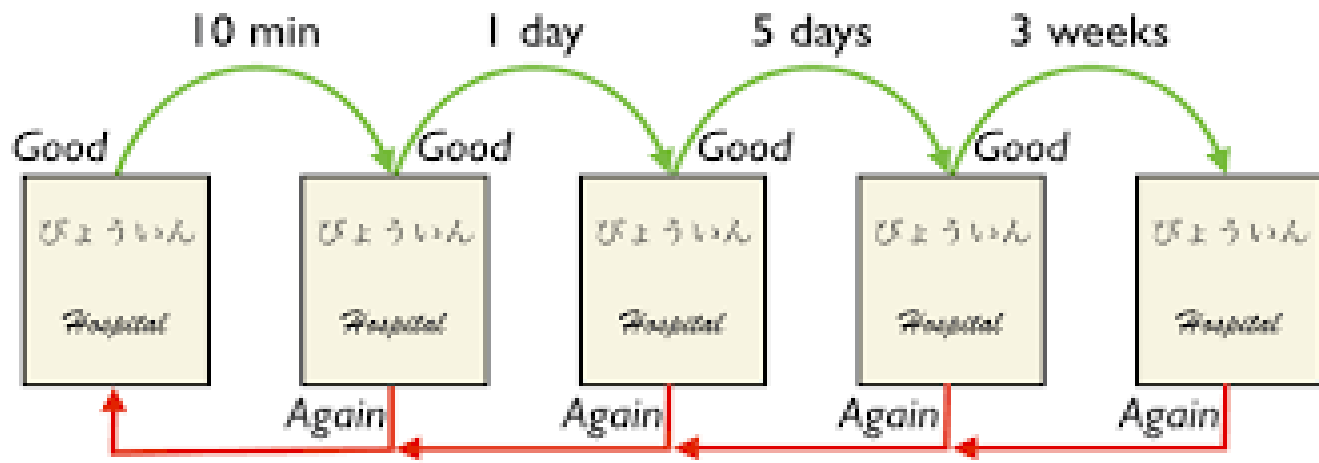 10 min 1 day 5 days 3 weeks
Good Good Good Good
びょういん びょういん びょういん びょういん びょういん
Hospital Hospital Hospital Hospital Hospital
Again Again Again Again